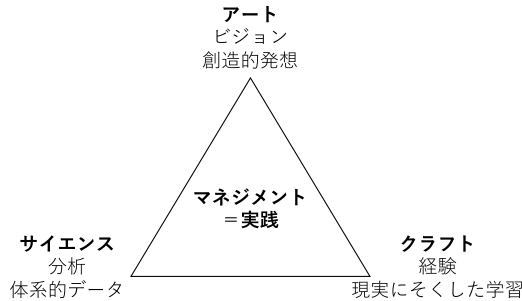 アート
ビジョン
創造的発想
マネジメント
＝実践
サイエンス
分析
体系的データ
クラフト
経験
現実にそくした学習